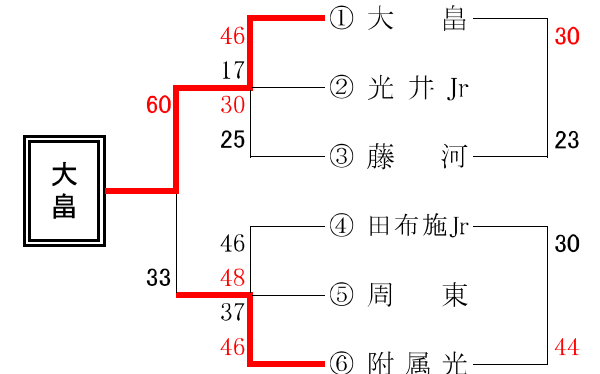 46 ① 大 畠 30
17
60 ② 光 井 Jr
30
25 ③ 藤 河 23
大畠
46 ④ 田布施Jr 30
33 48
⑤ 周 東
37
46 ⑥ 附 属 光 44